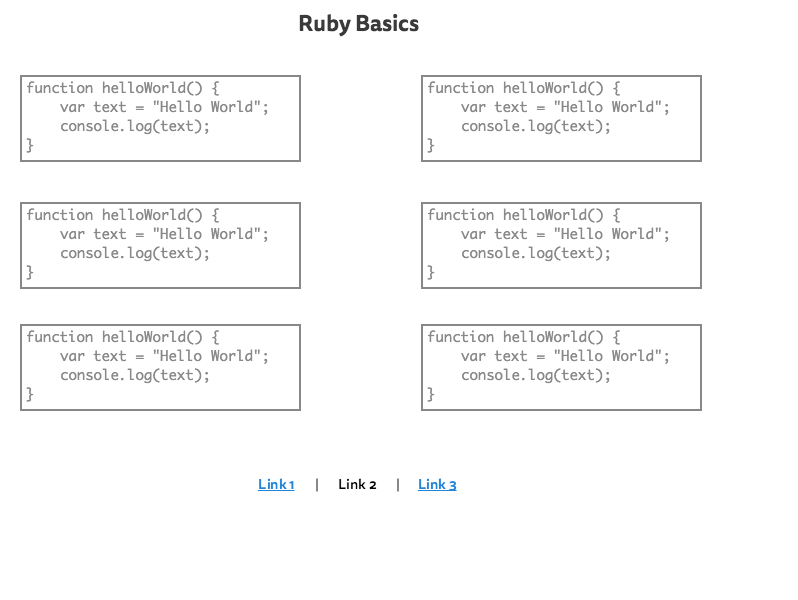 Ruby Basics
function helloWorld() {
    var text = "Hello World";
    console.log(text);
}
function helloWorld() {
    var text = "Hello World";
    console.log(text);
}
function helloWorld() {
    var text = "Hello World";
    console.log(text);
}
function helloWorld() {
    var text = "Hello World";
    console.log(text);
}
function helloWorld() {
    var text = "Hello World";
    console.log(text);
}
function helloWorld() {
    var text = "Hello World";
    console.log(text);
}
Link 1 | Link 2 | Link 3